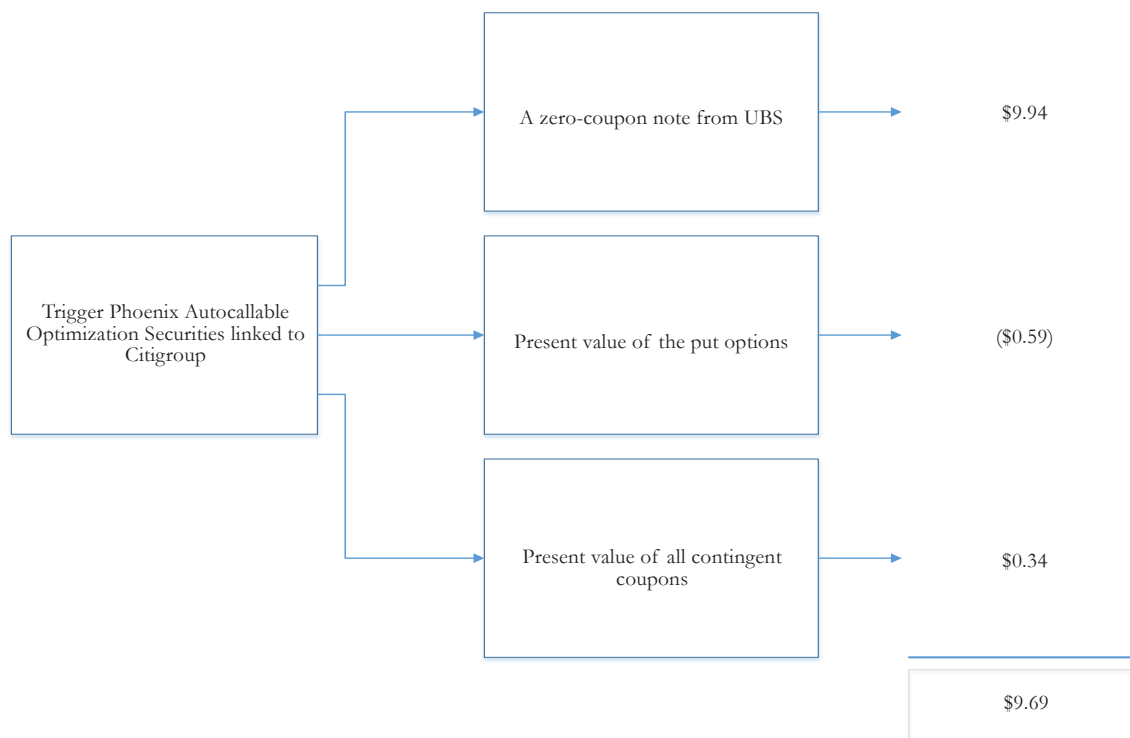 A zero-coupon note from UBS
$9.94
Trigger Phoenix Autocallable
Optimization Securities linked to
Citigroup
Present value of the put options
($0.59)
Present value of all contingent
coupons
$0.34
$9.69